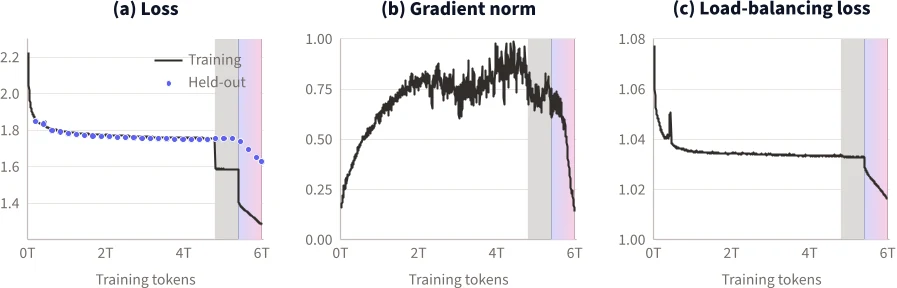 (a) Loss
(b) Gradient norm
(c) Load-balancing loss
2.2
2.0
1.8
1.6
1.4
Training
Held-out
0T
2T
4T
6T
Training tokens
1.00
0.75
0.50
0.25
0.00
0T
2T
4T
6T
Training tokens
1.08
1.06
1.04
1.02
1.00
0T
2T
4T
6T
Training tokens